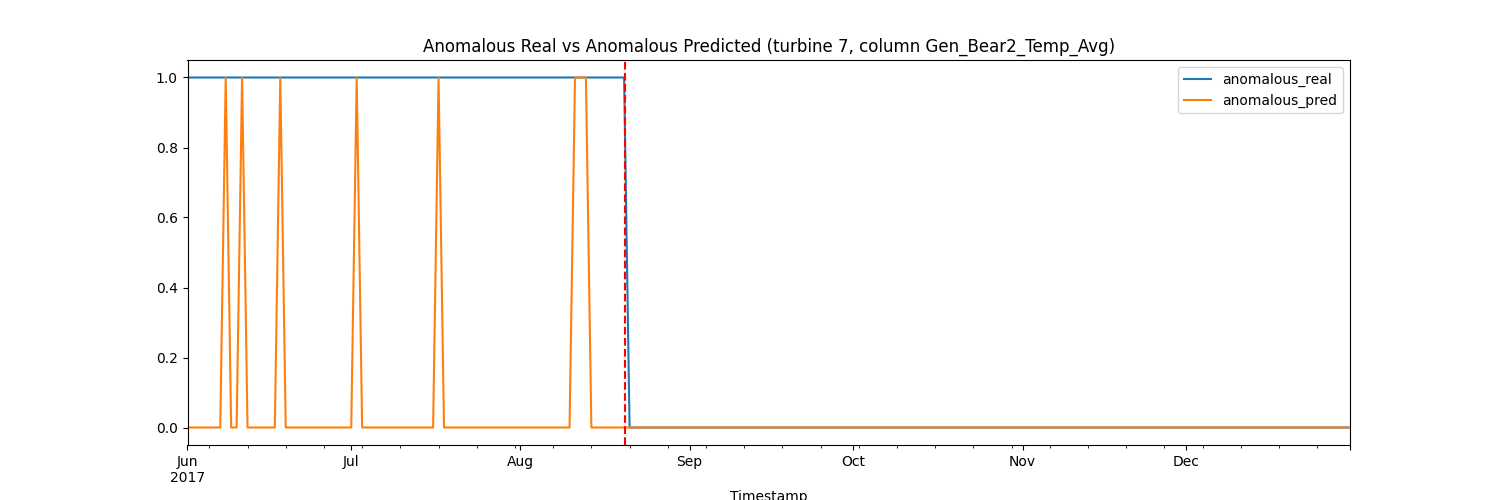 Anomalous Real vs Anomalous Predicted (turbine 7, column Gen_Bear2_Temp_Avg)
anomalous_real
anomalous_pred
1.0
0.8
0.6
0.4
0.2
0.0
Jun Jul Aug Sep Oct Nov Dec
2017
Timestamp